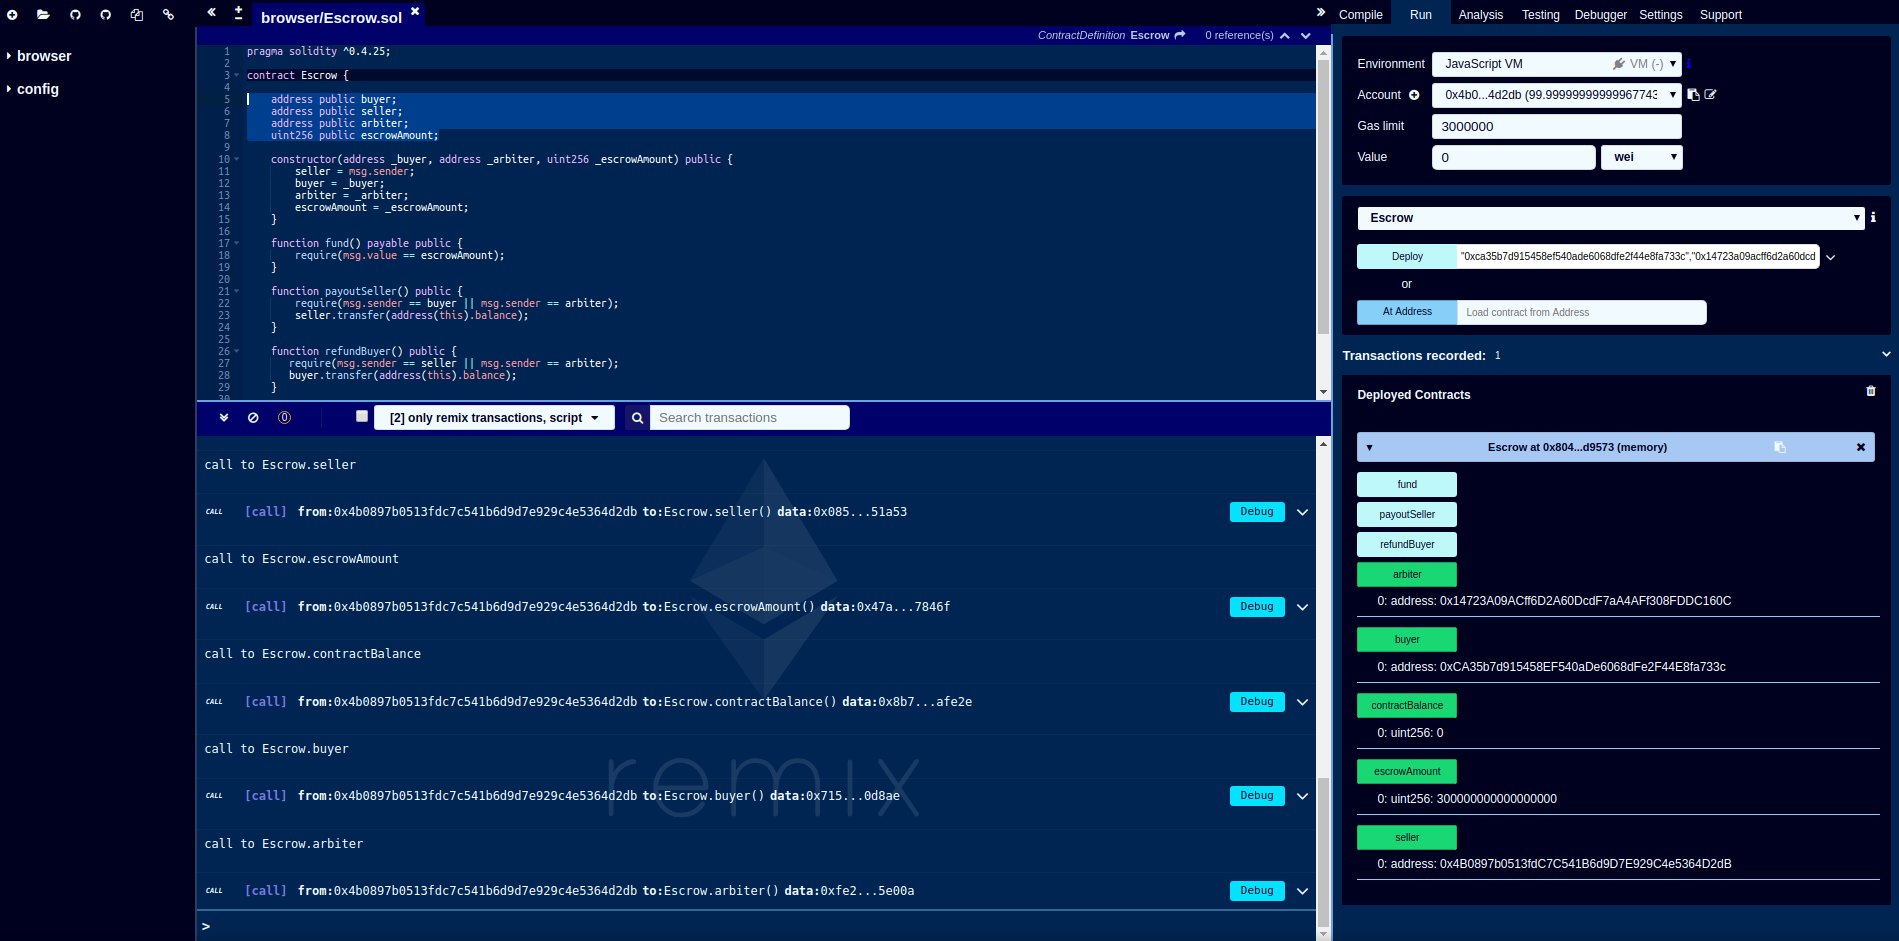 browser/Escrow.sol
browser
config
ContractDefinition Escrow 0 reference(s)
1 pragma solidity ^0.4.25;
2
3 contract Escrow {
4
5 address public buyer;
6 address public seller;
7 address public arbiter;
8 uint256 public escrowAmount;
9
10 constructor(address _buyer, address _arbiter, uint256 _escrowAmount) public {
11 seller = msg.sender;
12 buyer = _buyer;
13 arbiter = _arbiter;
14 escrowAmount = _escrowAmount;
15 }
16
17 function fund() payable public {
18 require(msg.value == escrowAmount);
19 }
20
21 function payoutSeller() public {
22 require(msg.sender == buyer || msg.sender == arbiter);
23 seller.transfer(address(this).balance);
24 }
25
26 function refundBuyer() public {
27 require(msg.sender == seller || msg.sender == arbiter);
28 buyer.transfer(address(this).balance);
29 }
30
0 [2] only remix transactions, script Search transactions
call to Escrow.seller
CALL [call] from:0x4b0897b0513fdc7c541b6d9d7e929c4e5364d2db to:Escrow.seller() data:0x085...51a53 Debug
call to Escrow.escrowAmount
CALL [call] from:0x4b0897b0513fdc7c541b6d9d7e929c4e5364d2db to:Escrow.escrowAmount() data:0x47a...7846f Debug
call to Escrow.contractBalance
CALL [call] from:0x4b0897b0513fdc7c541b6d9d7e929c4e5364d2db to:Escrow.contractBalance() data:0x8b7...afe2e Debug
call to Escrow.buyer
remix
CALL [call] from:0x4b0897b0513fdc7c541b6d9d7e929c4e5364d2db to:Escrow.buyer() data:0x715...0d8ae Debug
call to Escrow.arbiter
CALL [call] from:0x4b0897b0513fdc7c541b6d9d7e929c4e5364d2db to:Escrow.arbiter() data:0xfe2...5e00a Debug
>
Compile Run Analysis Testing Debugger Settings Support
Environment JavaScript VM VM (-)
Account 0x4b0...4d2db (99.99999999999967743
Gas limit 3000000
Value 0 wei
Escrow
Deploy "0xca35b7d915458ef540ade6068dfe2f44e8fa733c","0x14723a09acff6d2a60dcd
or
At Address Load contract from Address
Transactions recorded: 1
Deployed Contracts
Escrow at 0x804...d9573 (memory)
fund
payoutSeller
refundBuyer
arbiter
0: address: 0x14723A09ACff6D2A60DcdF7aA4AFf308FDDC160C
buyer
0: address: 0xCA35b7d915458EF540aDe6068dFe2F44E8fa733c
contractBalance
0: uint256: 0
escrowAmount
0: uint256: 300000000000000000
seller
0: address: 0x4B0897b0513fdC7C541B6d9D7E929C4e5364D2dB